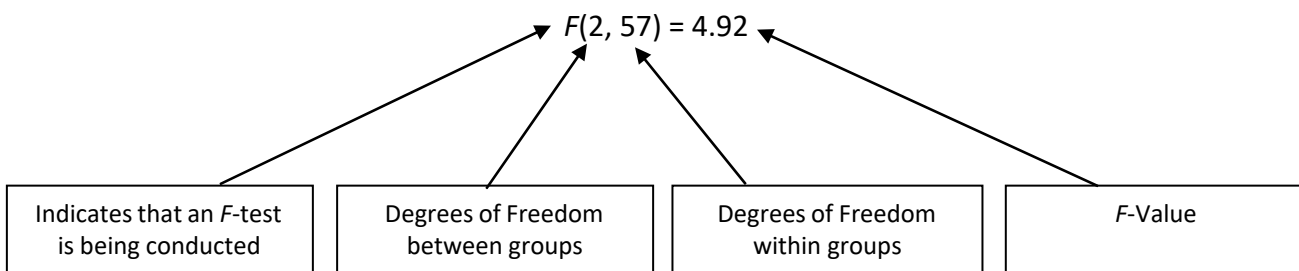 F(2, 57) = 4.92
Indicates that an F-test
is being conducted
Degrees of Freedom
between groups
Degrees of Freedom
within groups
F-Value